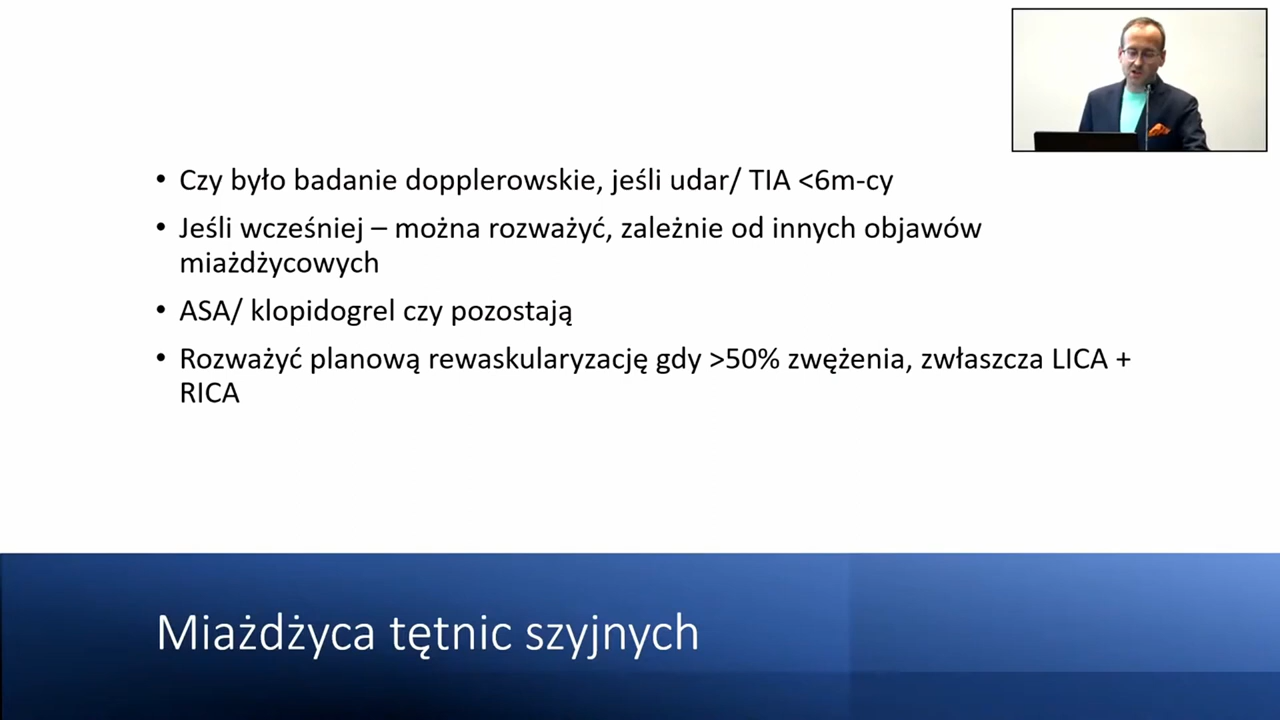 • Czy było badanie dopplerowskie, jeśli udar/ TIA <6m-cy
• Jeśli wcześniej – można rozważyć, zależnie od innych objawów
miażdżycowych
• ASA/ klopidogrel czy pozostają
• Rozważyć planową rewaskularyzację gdy >50% zwężenia, zwłaszcza LICA +
RICA
Miażdżyca tętnic szyjnych